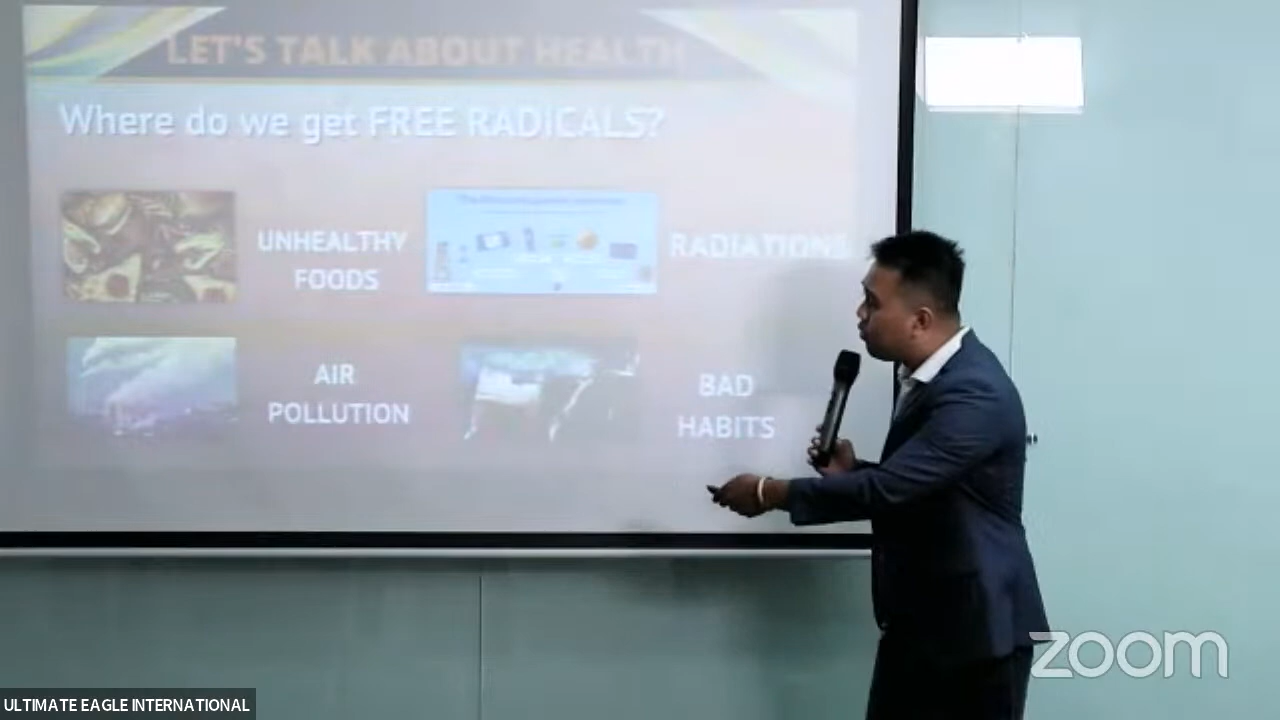 LET'S TALK ABOUT HEALTH
Where do we get FREE RADICALS?
UNHEALTHY
FOODS
RADIATIONS
AIR
POLLUTION
BAD
HABITS
zoom
ULTIMATE EAGLE INTERNATIONAL